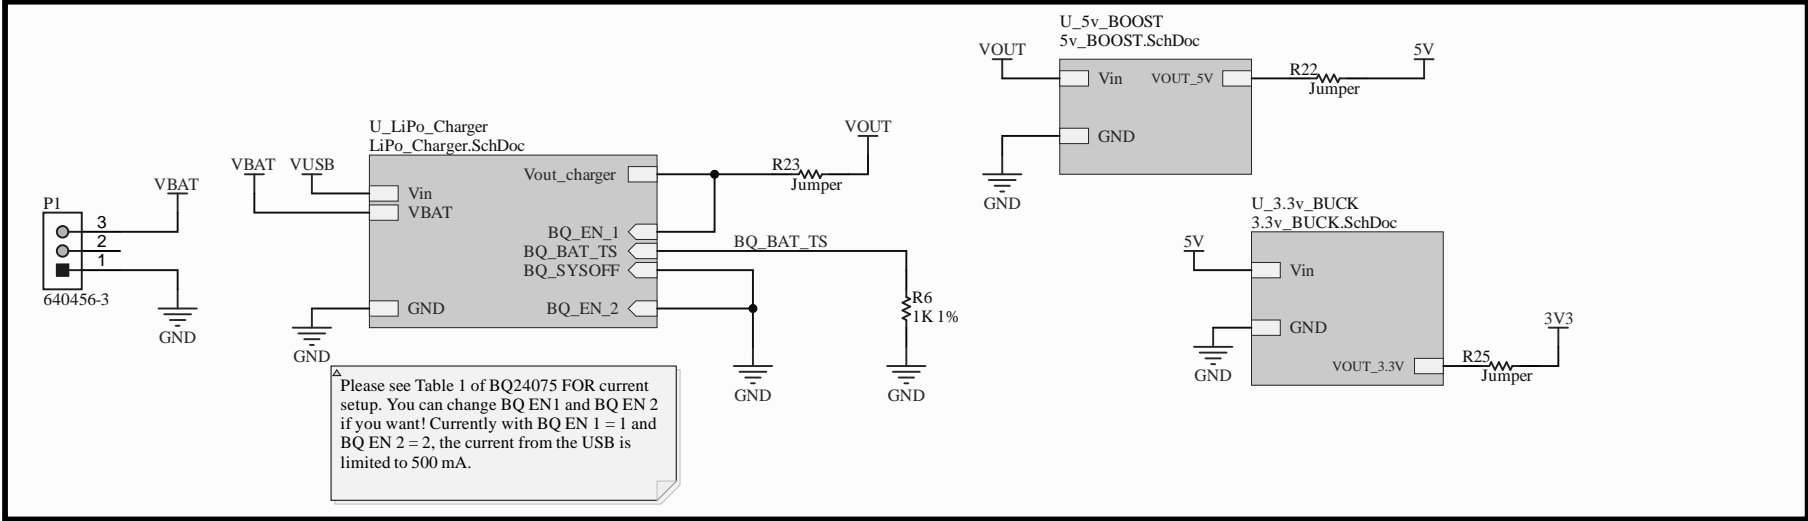 P1
3
2
1
640456-3
VBAT
GND
VBAT
VUSB
U_LiPo_Charger
LiPo_Charger.SchDoc
Vin
VBAT
GND
Vout_charger
BQ_EN_1
BQ_BAT_TS
BQ_SYSOFF
BQ_EN_2
GND
R23
Jumper
VOUT
BQ_BAT_TS
R6
1K 1%
GND
GND
Please see Table 1 of BQ24075 FOR current
setup. You can change BQ EN1 and BQ EN 2
if you want! Currently with BQ EN 1 = 1 and
BQ EN 2 = 2, the current from the USB is
limited to 500 mA.
U_5v_BOOST
5v_BOOST.SchDoc
VOUT
Vin
VOUT_5V
GND
GND
R22
Jumper
5V
U_3.3v_BUCK
3.3v_BUCK.SchDoc
5V
Vin
GND
VOUT_3.3V
GND
R25
Jumper
3V3